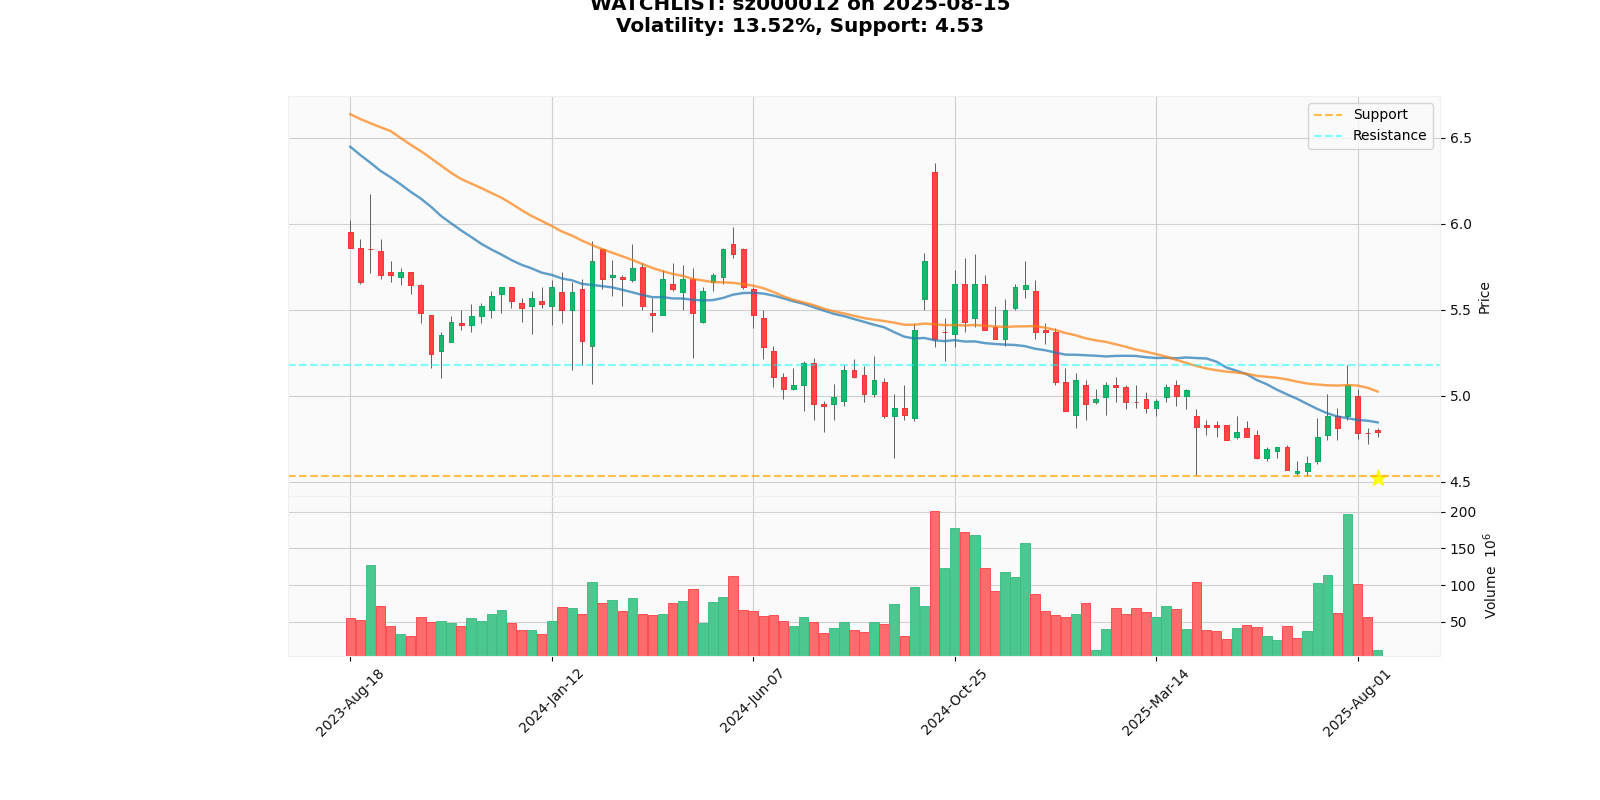 WATCHLIST: sz000012 on 2025-08-15
Volatility: 13.52%, Support: 4.53
Support
Resistance
6.5
6.0
5.5
5.0
4.5
Price
200
150
100
50
Volume 10⁶
2023-Aug-18
2024-Jan-12
2024-Jun-07
2024-Oct-25
2025-Mar-14
2025-Aug-01